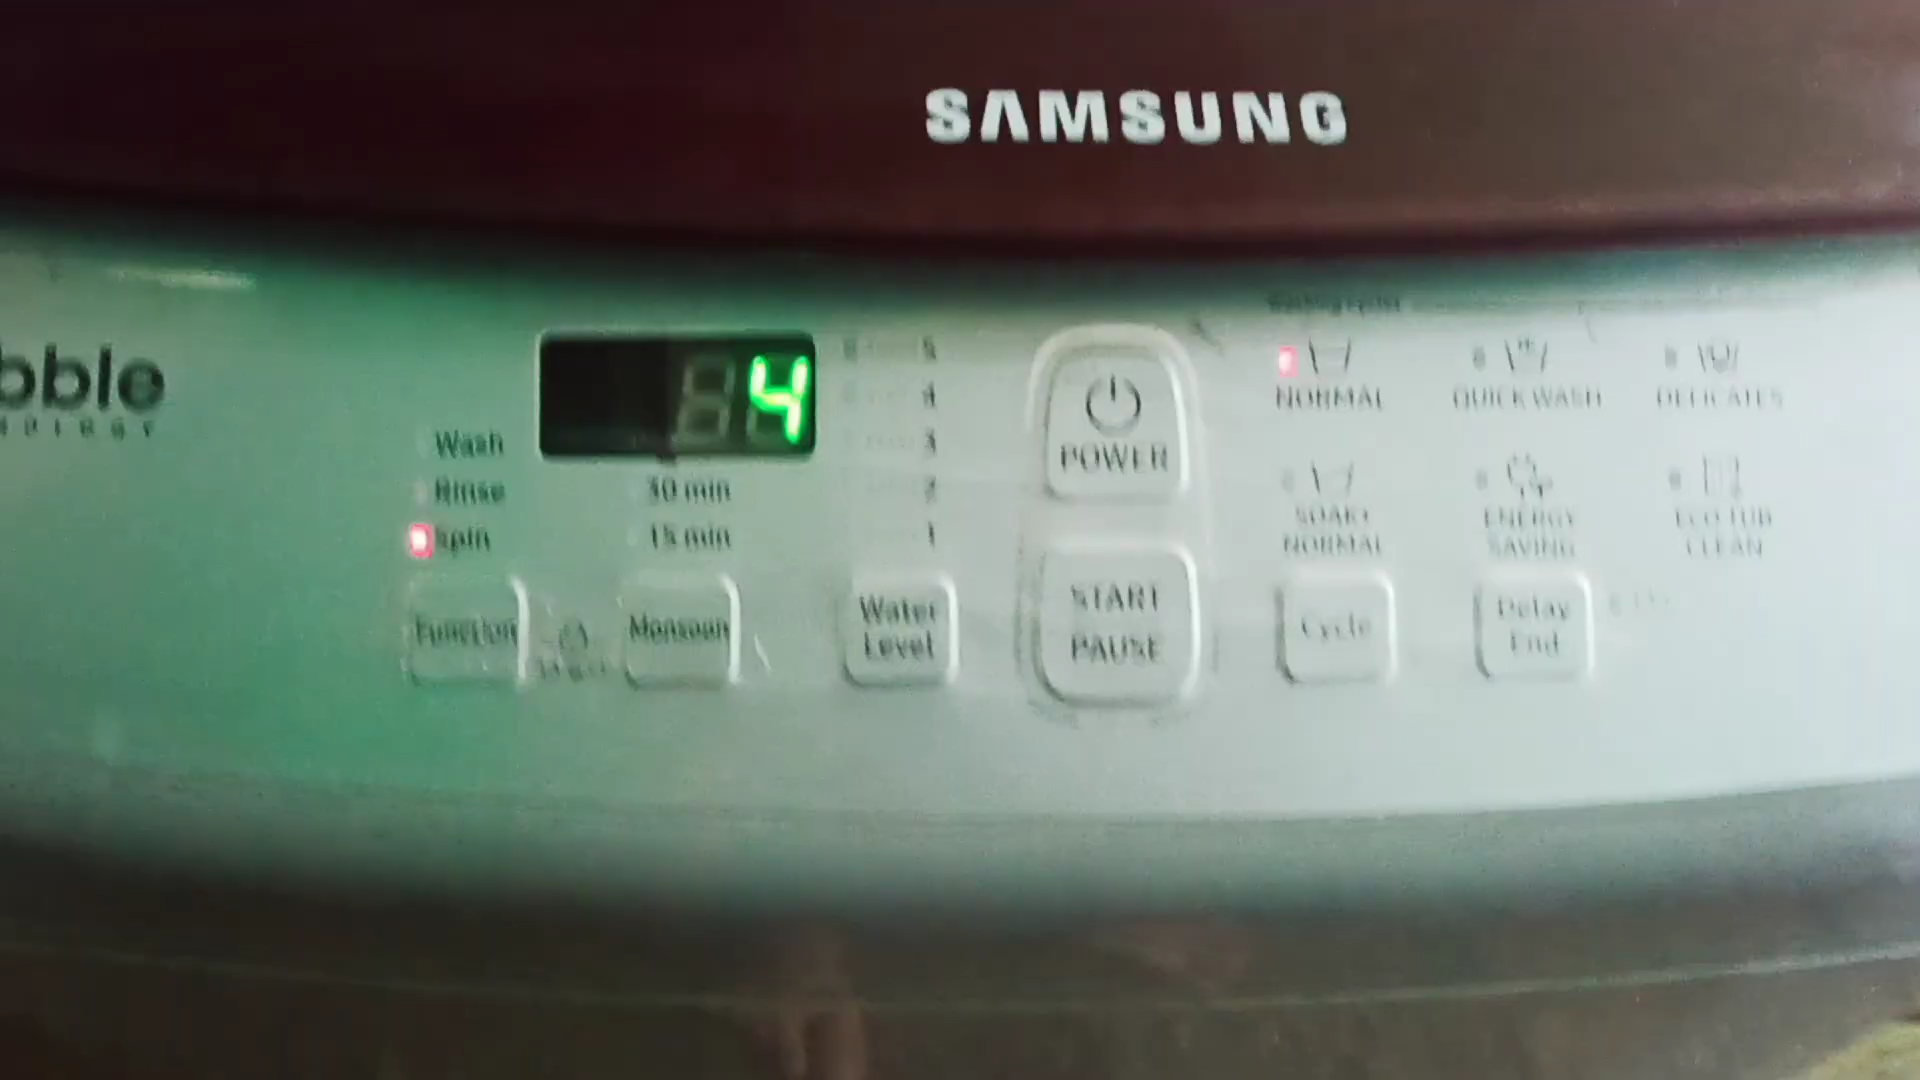 SAMSUNG
bble
4
Wash
Rinse
Spin
30 min
15 min
5
4
3
2
1
POWER
START
PAUSE
NORMAL
QUICK WASH
DELICATES
SOAK+
NORMAL
ENERGY
SAVING
ECO TUB
CLEAN
Function
Monsoon
Water
Level
Cycle
Delay
End